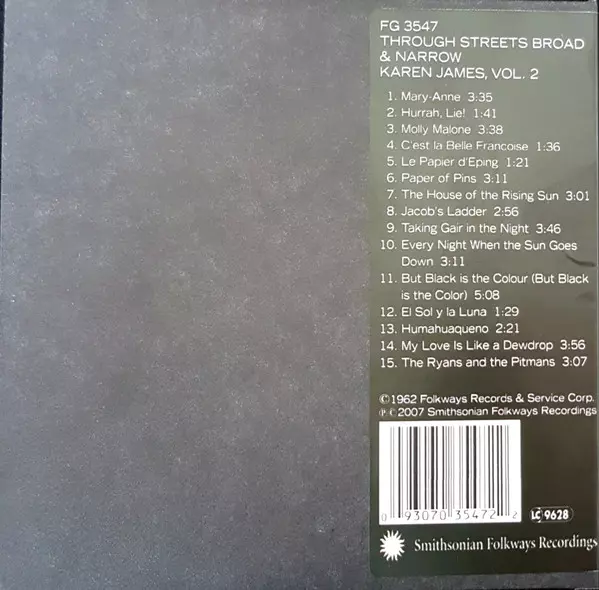 FG 3547
THROUGH STREETS BROAD
& NARROW
KAREN JAMES, VOL. 2
1. Mary-Anne 3:35
2. Hurrah, Lie! 1:41
3. Molly Malone 3:38
4. C'est la Belle Francoise 1:36
5. Le Papier d'Eping 1:21
6. Paper of Pins 3:11
7. The House of the Rising Sun 3:01
8. Jacob's Ladder 2:56
9. Taking Gair in the Night 3:46
10. Every Night When the Sun Goes
Down 3:11
11. But Black is the Colour (But Black
is the Color) 5:08
12. El Sol y la Luna 1:29
13. Humahuaqueno 2:21
14. My Love Is Like a Dewdrop 3:56
15. The Ryans and the Pitmans 3:07
©1962 Folkways Records & Service Corp.
℗©2007 Smithsonian Folkways Recordings
0 93070 35472 2
LC 9628
Smithsonian Folkways Recordings